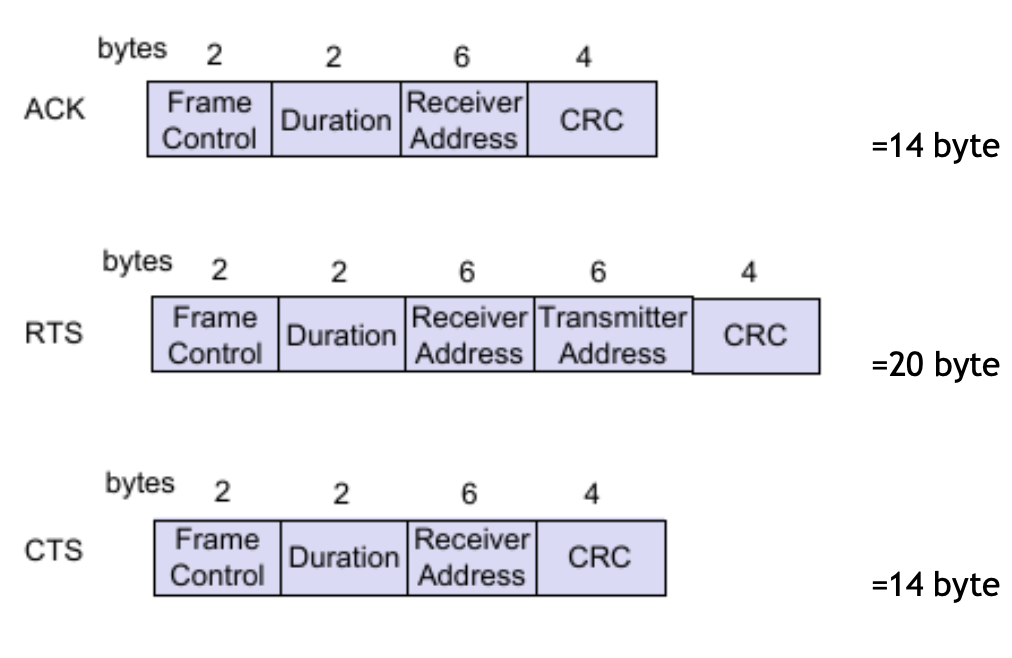 bytes 2 2 6 4
ACK
Frame Control
Duration
Receiver Address
CRC
=14 byte
bytes 2 2 6 6 4
RTS
Frame Control
Duration
Receiver Address
Transmitter Address
CRC
=20 byte
bytes 2 2 6 4
CTS
Frame Control
Duration
Receiver Address
CRC
=14 byte